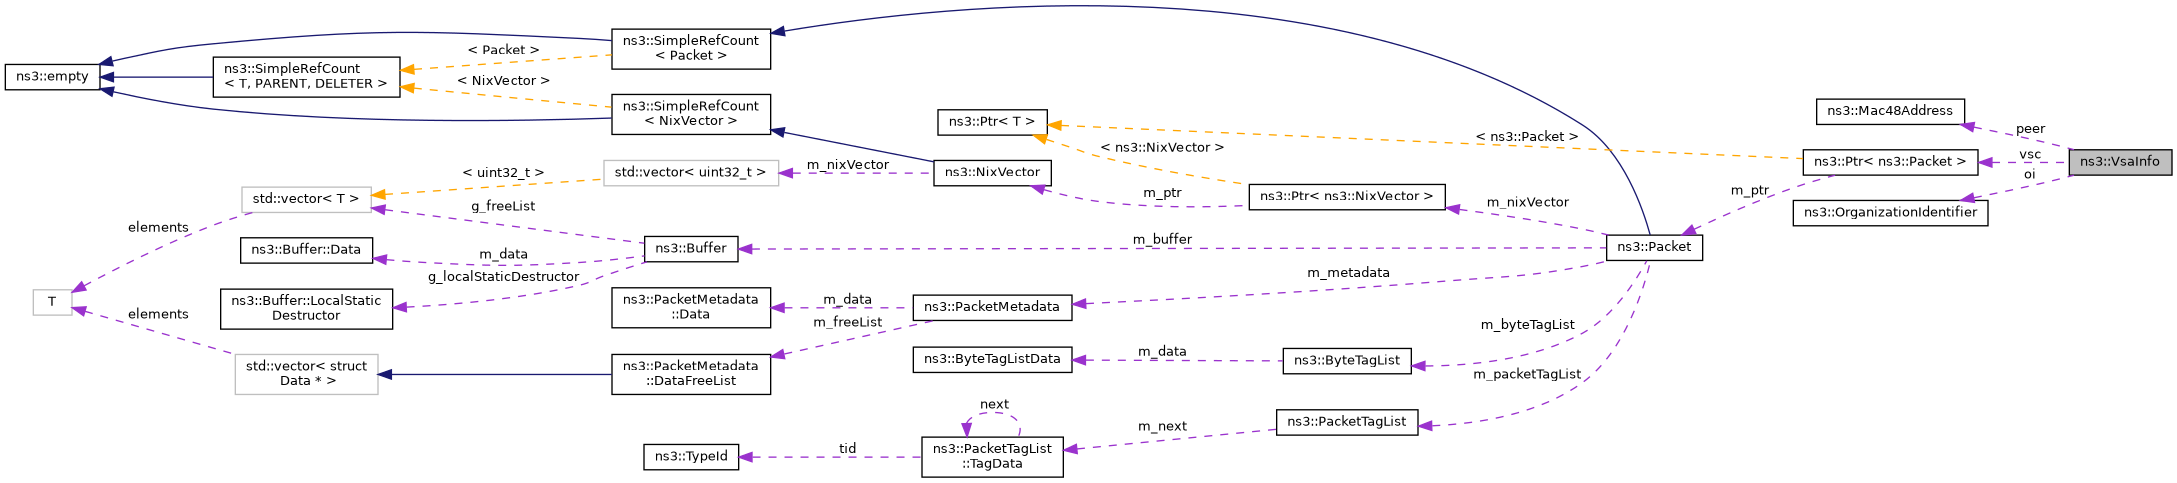 ns3::SimpleRefCount
< Packet >
< Packet >
ns3::empty
ns3::SimpleRefCount
< T, PARENT, DELETER >
< NixVector >
ns3::SimpleRefCount
< NixVector >
ns3::Ptr< T >
ns3::Mac48Address
< ns3::Packet >
peer
< ns3::NixVector >
ns3::Ptr< ns3::Packet >
vsc
ns3::VsaInfo
oi
< uint32_t >
std::vector< uint32_t >
m_nixVector
ns3::NixVector
m_ptr
ns3::Ptr< ns3::NixVector >
m_nixVector
m_ptr
ns3::OrganizationIdentifier
std::vector< T >
g_freeList
elements
ns3::Buffer::Data
m_data
ns3::Buffer
m_buffer
ns3::Packet
g_localStaticDestructor
m_metadata
T
ns3::Buffer::LocalStatic
Destructor
elements
ns3::PacketMetadata
::Data
m_data
ns3::PacketMetadata
m_freeList
m_byteTagList
std::vector< struct
Data * >
ns3::PacketMetadata
::DataFreeList
ns3::ByteTagListData
m_data
ns3::ByteTagList
m_packetTagList
next
ns3::PacketTagList
m_next
ns3::TypeId
tid
ns3::PacketTagList
::TagData